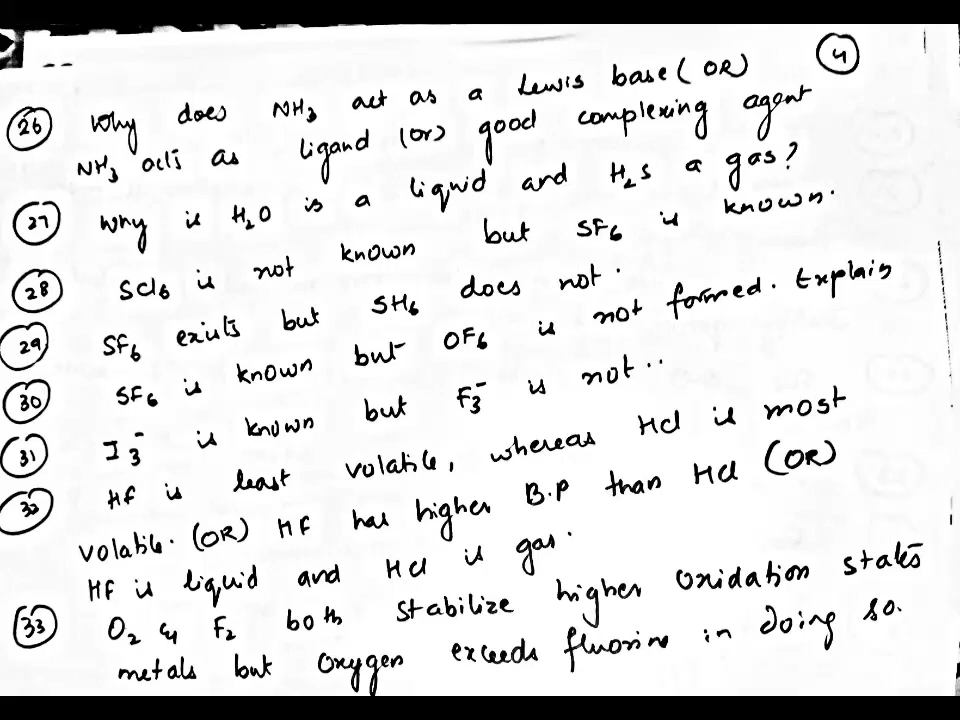 4
26 Why does NH3 act as a Lewis base (OR)
NH3 acts as ligand (or) good complexing agent
27 Why is H2O is a liquid and H2S a gas?
28 SCl6 is not known but SF6 is known.
29 SF6 exists but SH6 does not.
30 SF6 is known but OF6 is not formed. Explain
31 I3- is known but F3- is not..
32 HF is least volatile, whereas HCl is most
volatile. (OR) HF has higher B.P than HCl (OR)
HF is liquid and HCl is gas.
33 O2 & F2 both stabilize higher oxidation states
metals but oxygen exceeds fluorine in doing so.